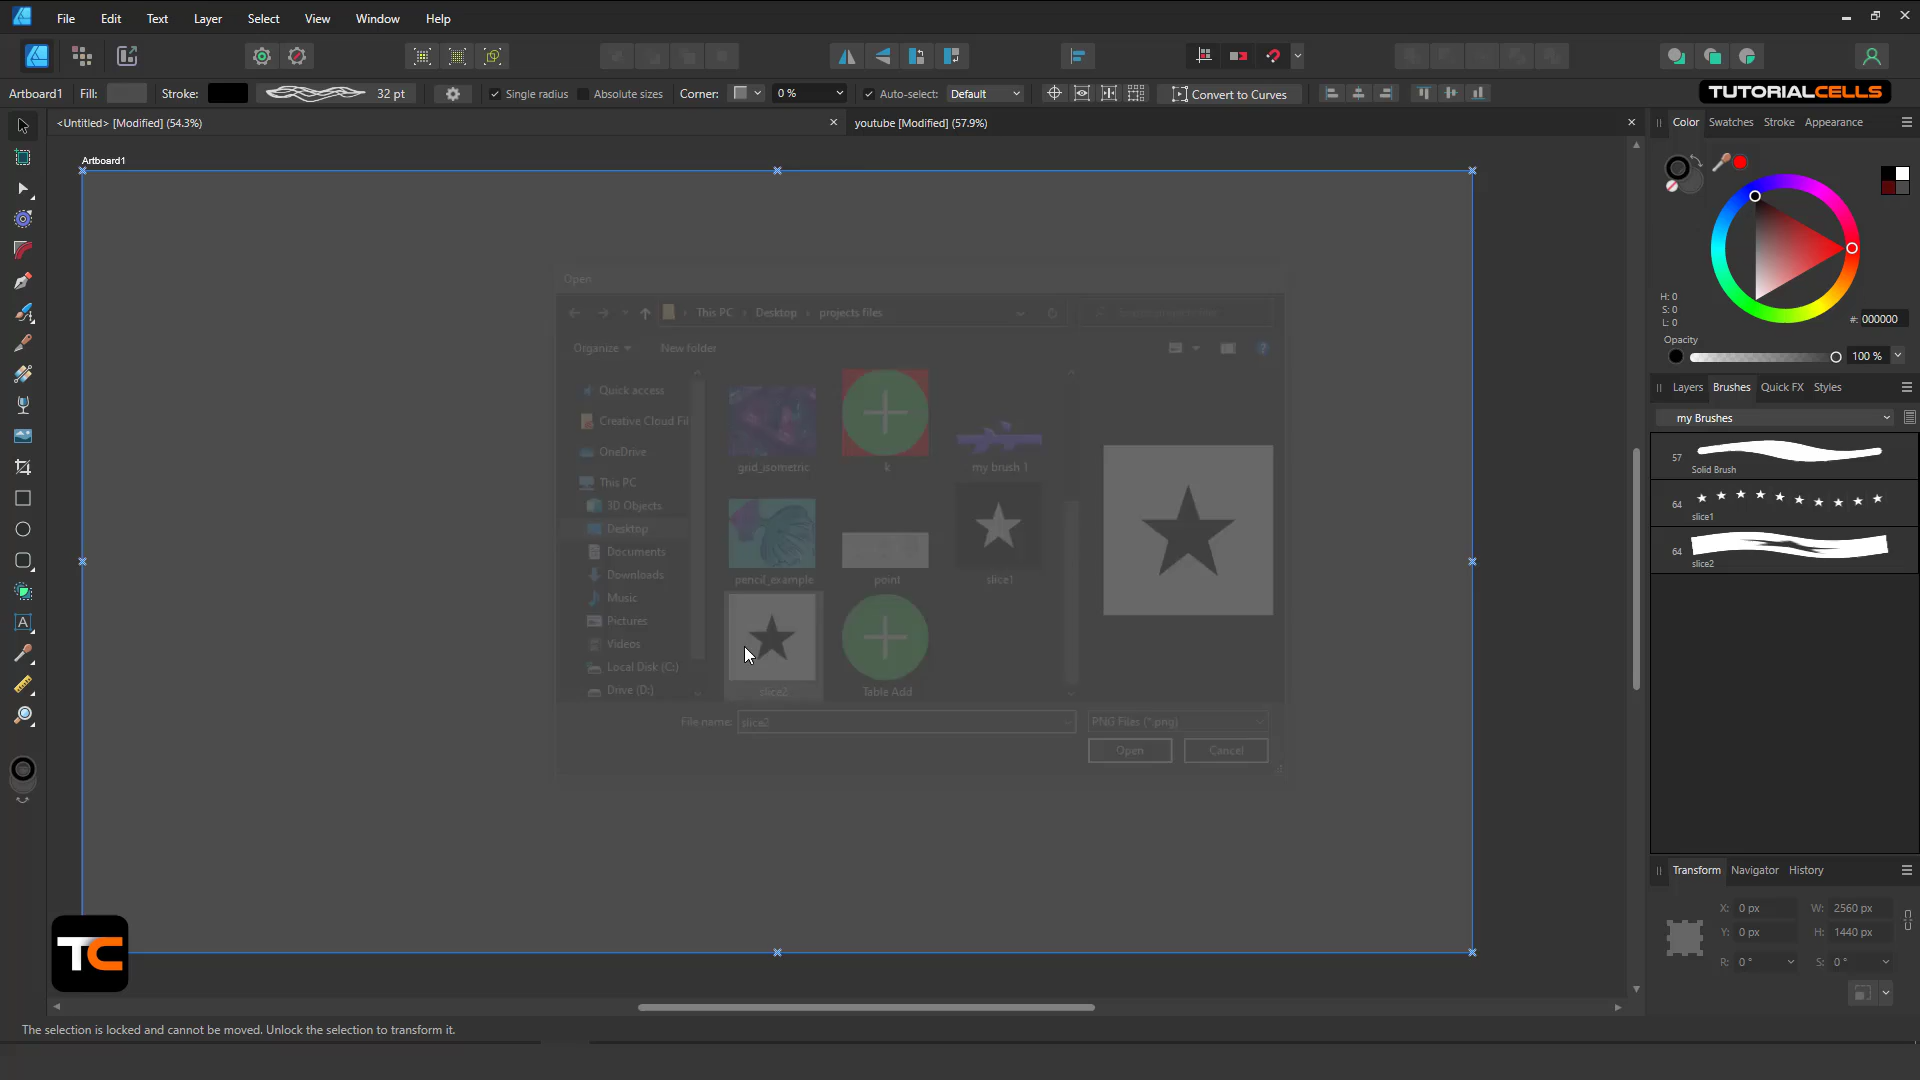 File Edit Text Layer Select View Window Help
Artboard1 Fill: Stroke: 32 pt Single radius Absolute sizes Corner: 0 % Auto-select: Default Convert to Curves TUTORIALCELLS
<Untitled> [Modified] (54.3%) youtube [Modified] (57.9%)
Color Swatches Stroke Appearance
Artboard1
H: 0
S: 0
L: 0
#: 000000
Opacity
100 %
Layers Brushes Quick FX Styles
my Brushes
57 Solid Brush
64 slice1
64 slice2
Open
This PC Desktop projects files
Organize New folder
Quick access
Creative Cloud Fil
OneDrive
This PC
3D Objects
Desktop
Documents
Downloads
Music
Pictures
Videos
Local Disk (C:)
Drive (D:)
grid_isometric k my brush 1
pencil_example point slice1
slice2 Table Add
File name: slice2 PNG Files (*.png)
Open Cancel
Transform Navigator History
X: 0 px W: 2560 px
Y: 0 px H: 1440 px
R: 0 ° S: 0 °
TC
The selection is locked and cannot be moved. Unlock the selection to transform it.